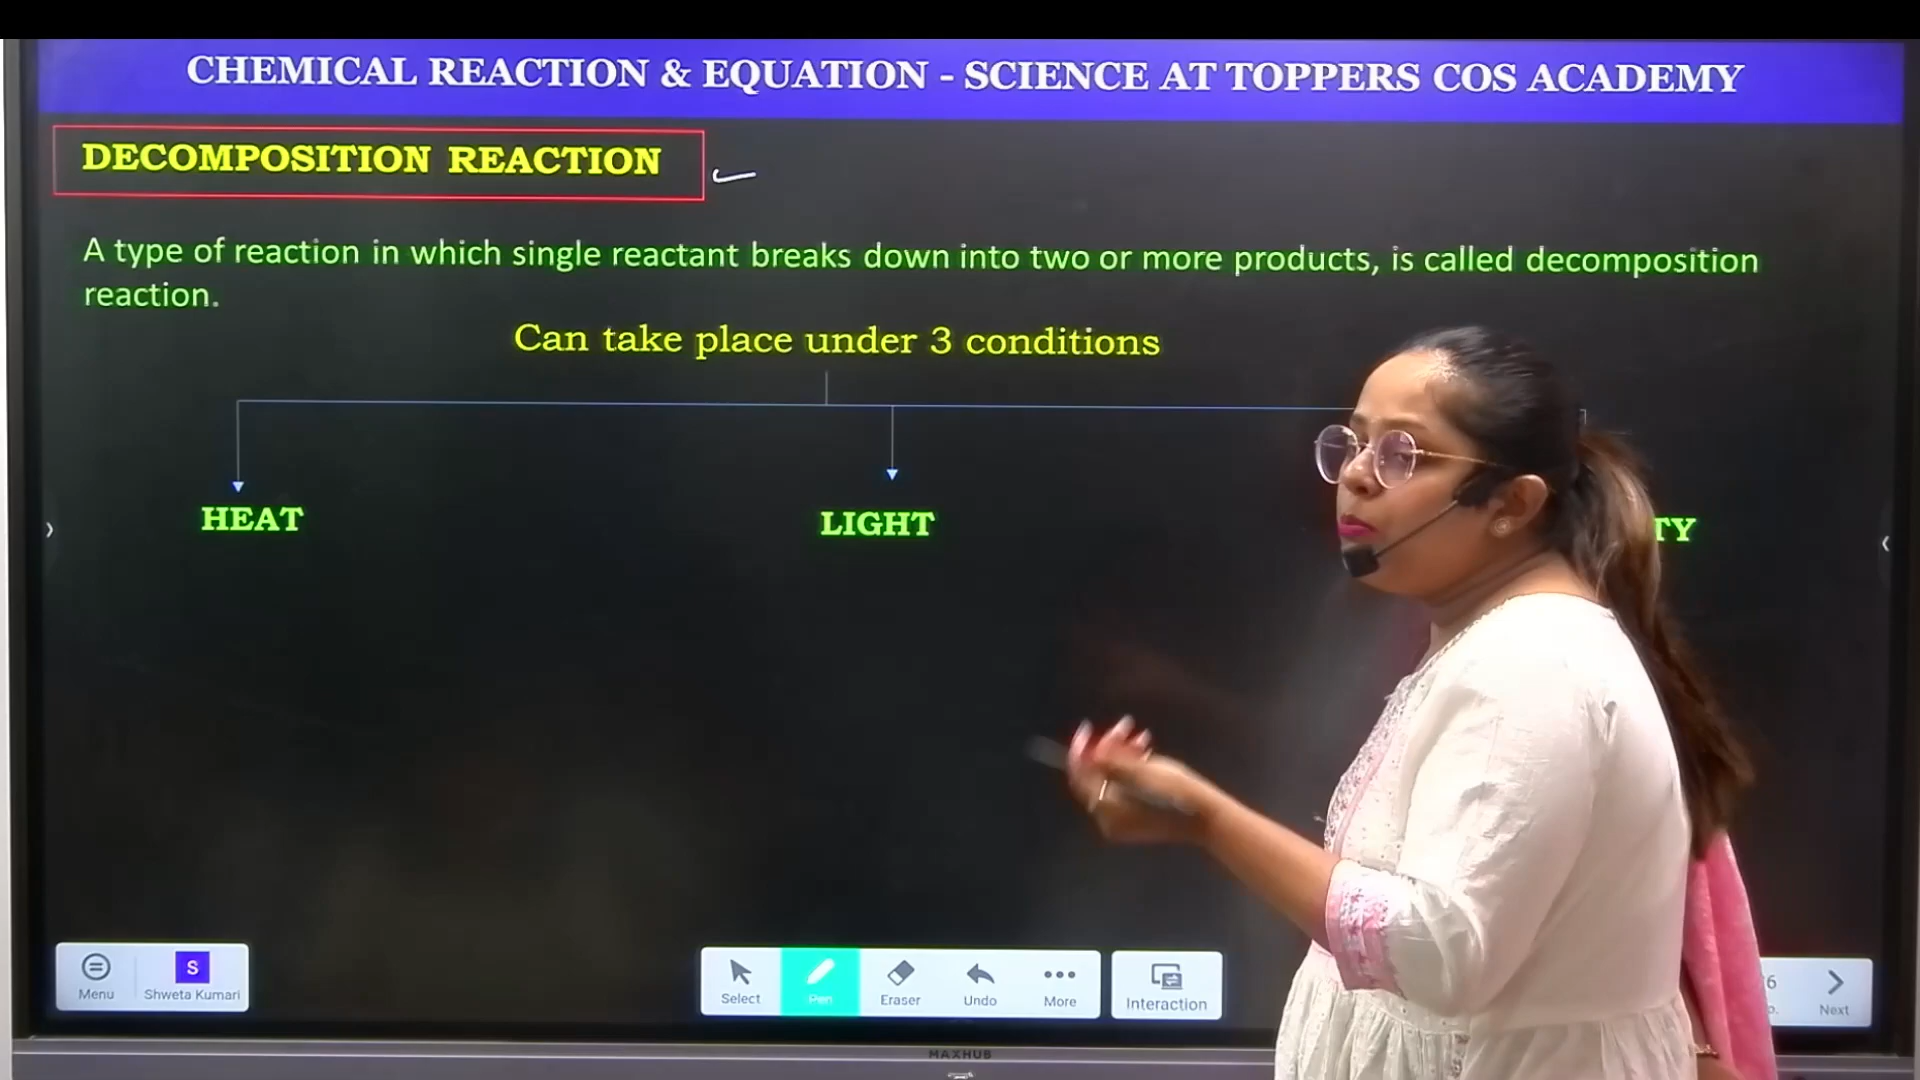 CHEMICAL REACTION & EQUATION - SCIENCE AT TOPPERS COS ACADEMY
DECOMPOSITION REACTION
A type of reaction in which single reactant breaks down into two or more products, is called decomposition
reaction.
Can take place under 3 conditions
HEAT
LIGHT
TY
S
Menu
Shweta Kumari
Select
Pen
Eraser
Undo
More
Interaction
6
Next
MAXHUB